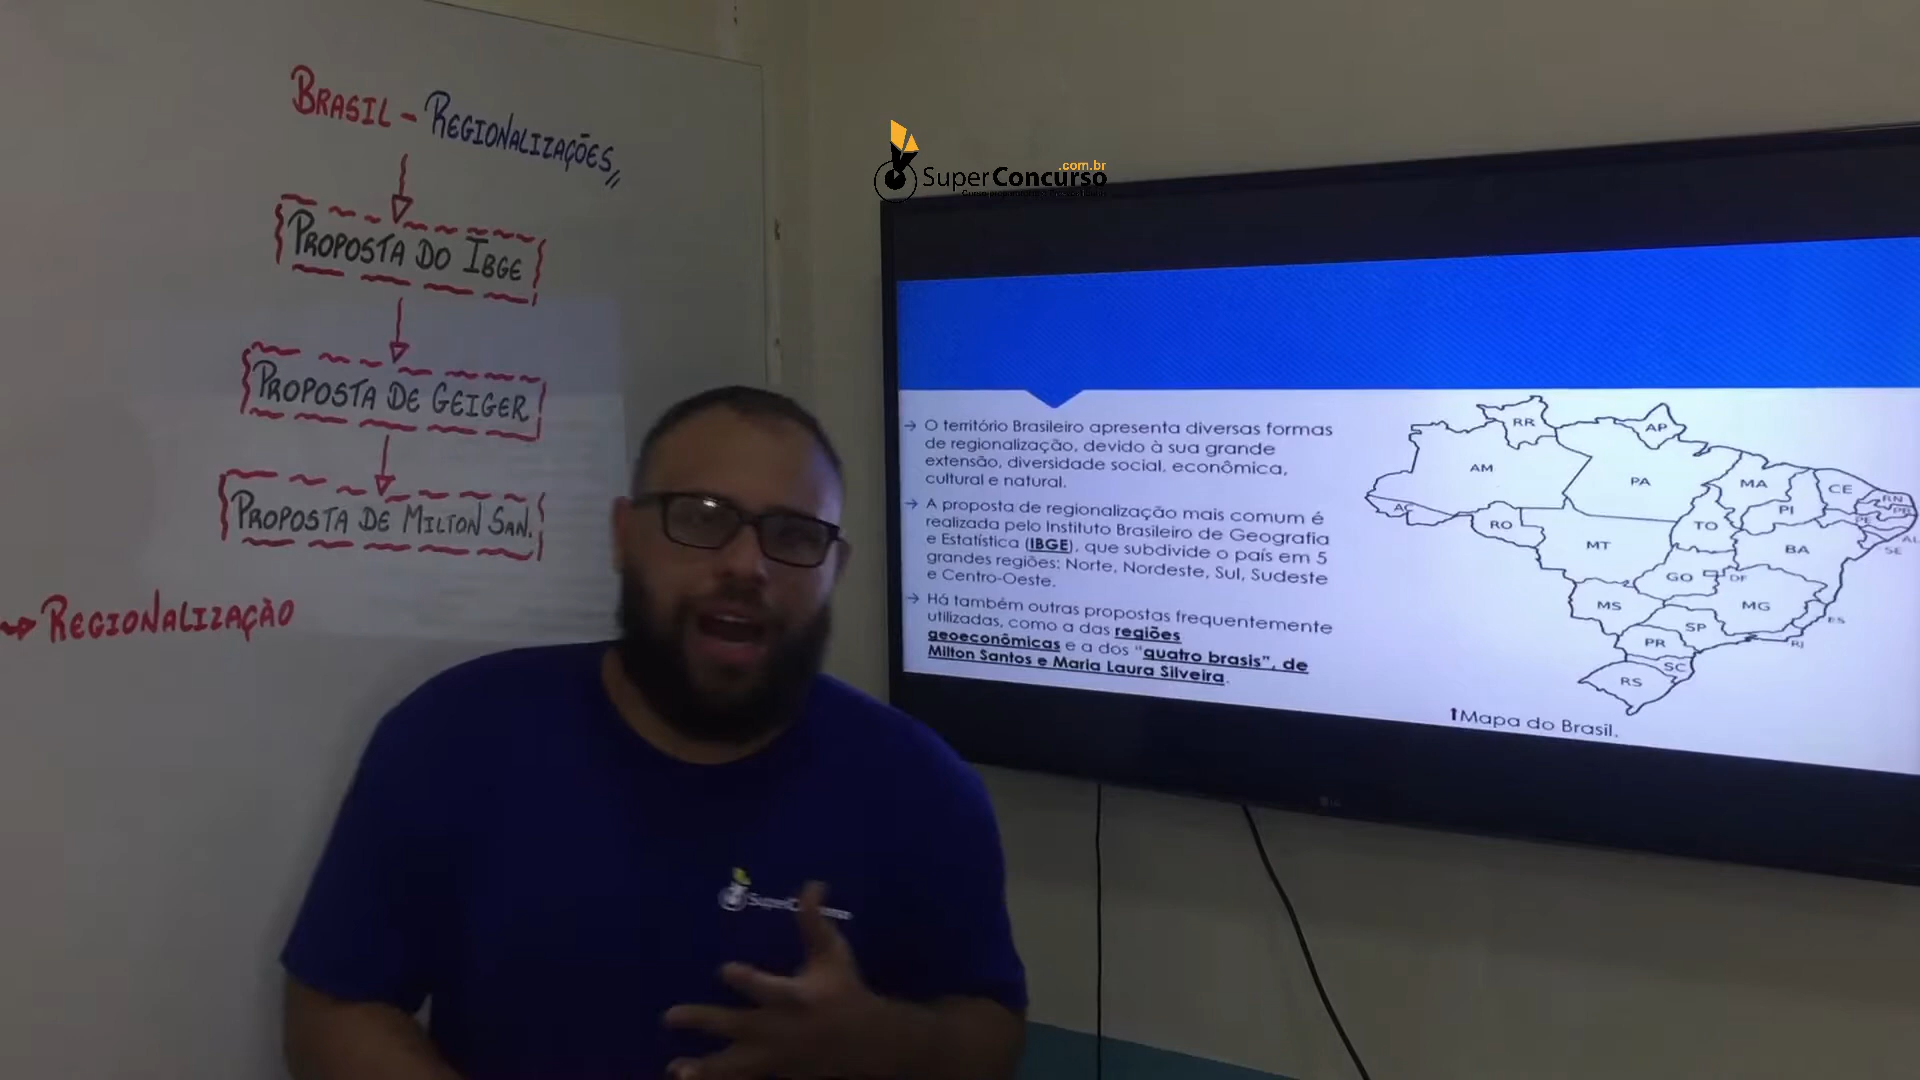 BRASIL - REGIONALIZAÇÕES
PROPOSTA DO IBGE
PROPOSTA DE GEIGER
PROPOSTA DE MILTON SAN.
→ REGIONALIZAÇÃO
SuperConcurso
.com.br
→ O território Brasileiro apresenta diversas formas
de regionalização, devido à sua grande
extensão, diversidade social, econômica,
cultural e natural.
→ A proposta de regionalização mais comum é
realizada pelo Instituto Brasileiro de Geografia
e Estatística (IBGE), que subdivide o país em 5
grandes regiões: Norte, Nordeste, Sul, Sudeste
e Centro-Oeste.
→ Há também outras propostas frequentemente
utilizadas, como a das regiões
geoeconômicas e a dos "quatro brasis", de
Milton Santos e Maria Laura Silveira.
RR
AP
AM
PA
MA
CE
RN
PB
PI
PE
AC
AL
RO
TO
SE
MT
BA
GO
DF
MS
MG
ES
SP
RJ
PR
SC
RS
↑Mapa do Brasil.
LG